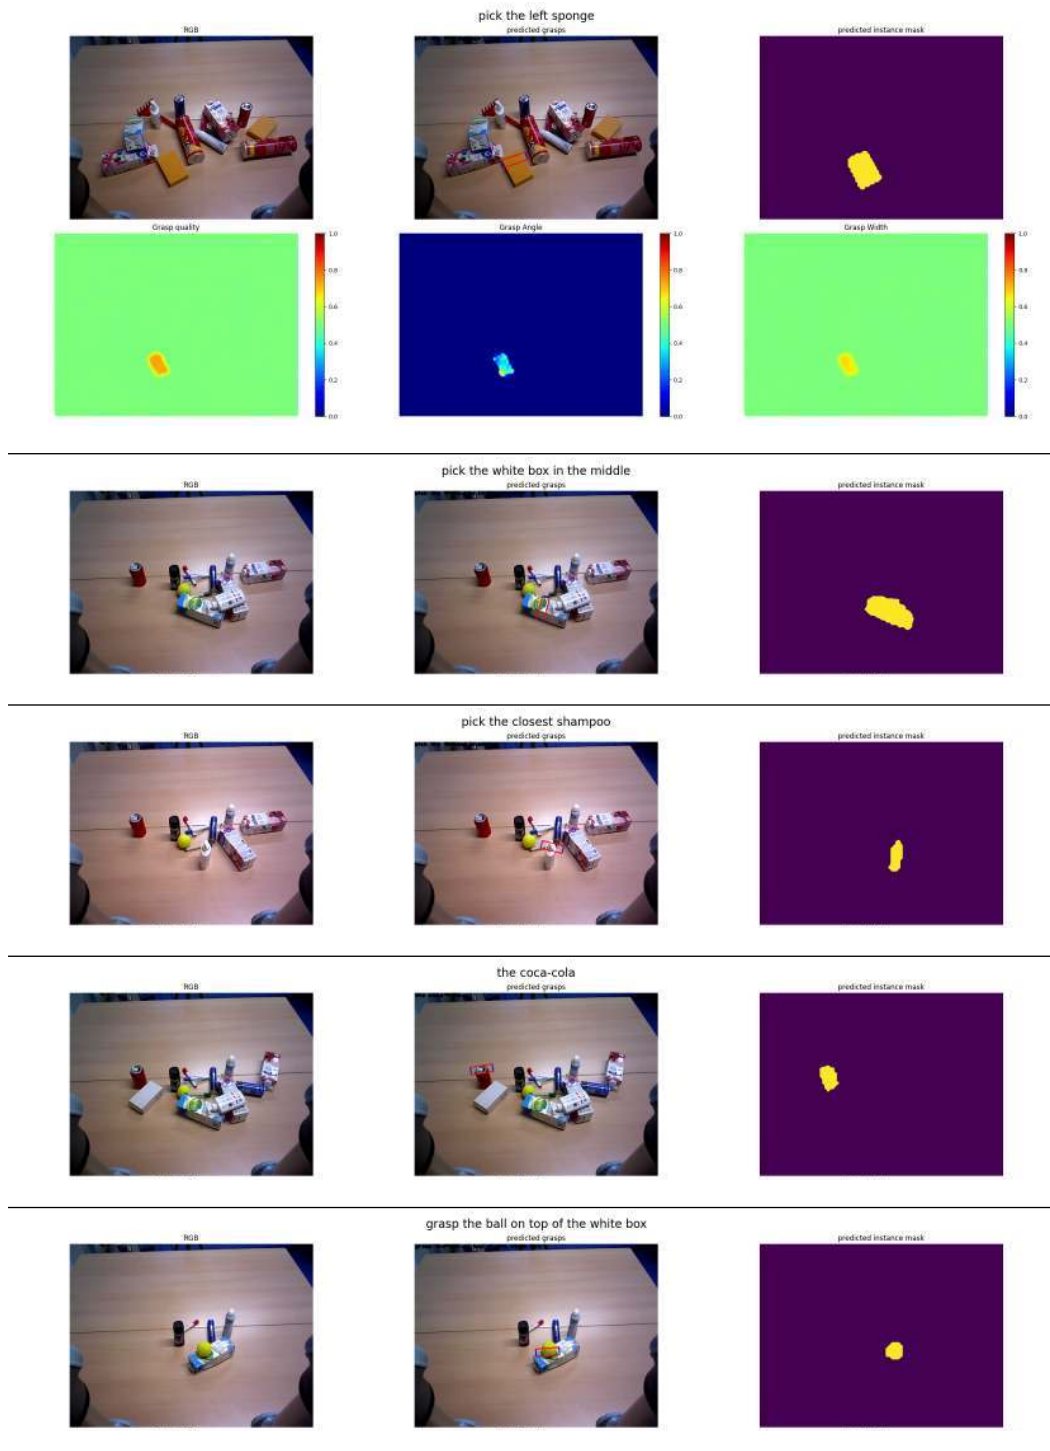 pick the left sponge
RGB predicted grasps predicted instance mask
Grasp quality Grasp Angle Grasp Width
1.0 1.0 1.0
0.8 0.8 0.8
0.6 0.6 0.6
0.4 0.4 0.4
0.2 0.2 0.2
0.0 0.0 0.0
pick the white box in the middle
RGB predicted grasps predicted instance mask
pick the closest shampoo
RGB predicted grasps predicted instance mask
the coca-cola
RGB predicted grasps predicted instance mask
grasp the ball on top of the white box
RGB predicted grasps predicted instance mask